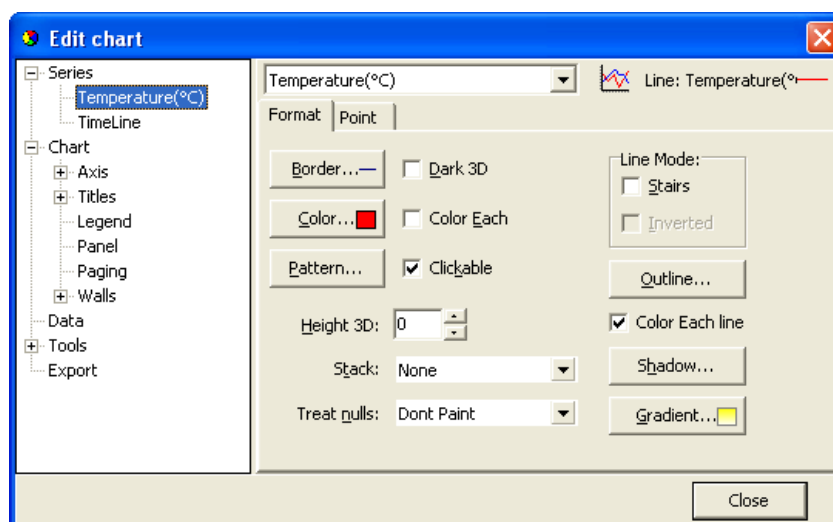 Edit chart
Series
Temperature(°C)
TimeLine
Chart
Axis
Titles
Legend
Panel
Paging
Walls
Data
Tools
Export
Temperature(°C)
Line: Temperature(°
Format
Point
Border...
Dark 3D
Color...
Color Each
Pattern...
Clickable
Height 3D: 0
Stack: None
Treat nulls: Dont Paint
Line Mode:
Stairs
Inverted
Outline...
Color Each line
Shadow...
Gradient...
Close